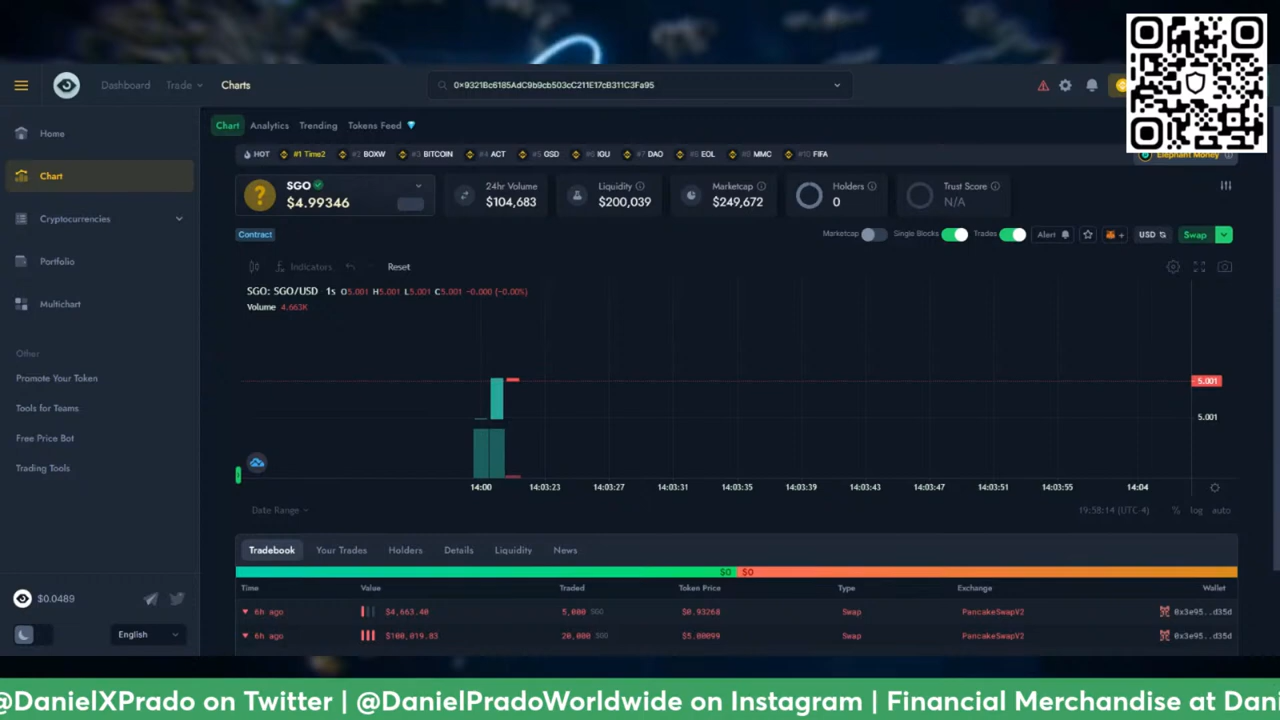 Dashboard Trade Charts 0x9321Bc6185AdC9b9cb503cC211E17cB311C3Fa95
Home
Chart
Cryptocurrencies
Portfolio
Multichart
Other
Promote Your Token
Tools for Teams
Free Price Bot
Trading Tools
$0.0489
English
Chart Analytics Trending Tokens Feed
HOT #1 Time2 #2 BOXW #3 BITCOIN #4 ACT #5 GSD #6 IGU #7 DAO #8 EOL #9 MMC #10 FIFA
Elephant Money
SGO
$4.99346
24hr Volume
$104,683
Liquidity
$200,039
Marketcap
$249,672
Holders
0
Trust Score
N/A
Contract
Marketcap Single Blocks Trades Alert + USD Swap
Indicators Reset
SGO: SGO/USD 1s O5.001 H5.001 L5.001 C5.001 -0.000 (-0.00%)
Volume 4.663K
5.001
5.001
14:00 14:03:23 14:03:27 14:03:31 14:03:35 14:03:39 14:03:43 14:03:47 14:03:51 14:03:55 14:04
Date Range 19:58:14 (UTC-4) % log auto
Tradebook Your Trades Holders Details Liquidity News
$0 $0
Time Value Traded Token Price Type Exchange Wallet
6h ago $4,663.40 5,000 SGO $0.93268 Swap PancakeSwapV2 0x3e95..d35d
6h ago $100,019.83 20,000 SGO $5.00099 Swap PancakeSwapV2 0x3e95..d35d
@DanielXPrado on Twitter | @DanielPradoWorldwide on Instagram | Financial Merchandise at Dani